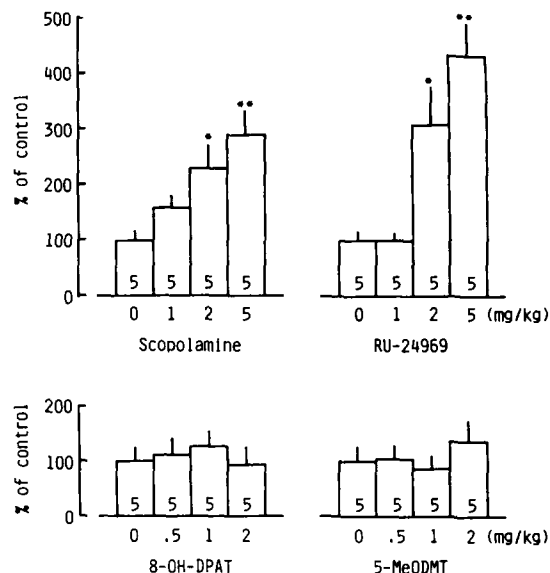 % of control
500
400
300
200
100
0
5 5 5 5
0 1 2 5
Scopolamine
5 5 5 5
0 1 2 5 (mg/kg)
RU-24969
% of control
200
100
0
5 5 5 5
0 .5 1 2
8-OH-DPAT
5 5 5 5
0 .5 1 2 (mg/kg)
5-MeODMT